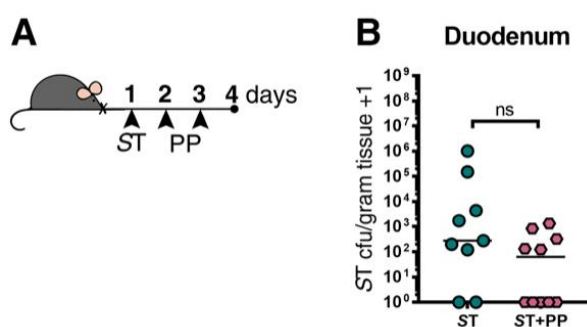 A
1 2 3 4 days
ST PP
B
Duodenum
ST cfu/gram tissue +1
10⁹
10⁸
10⁷
10⁶
10⁵
10⁴
10³
10²
10¹
10⁰
ns
ST ST+PP